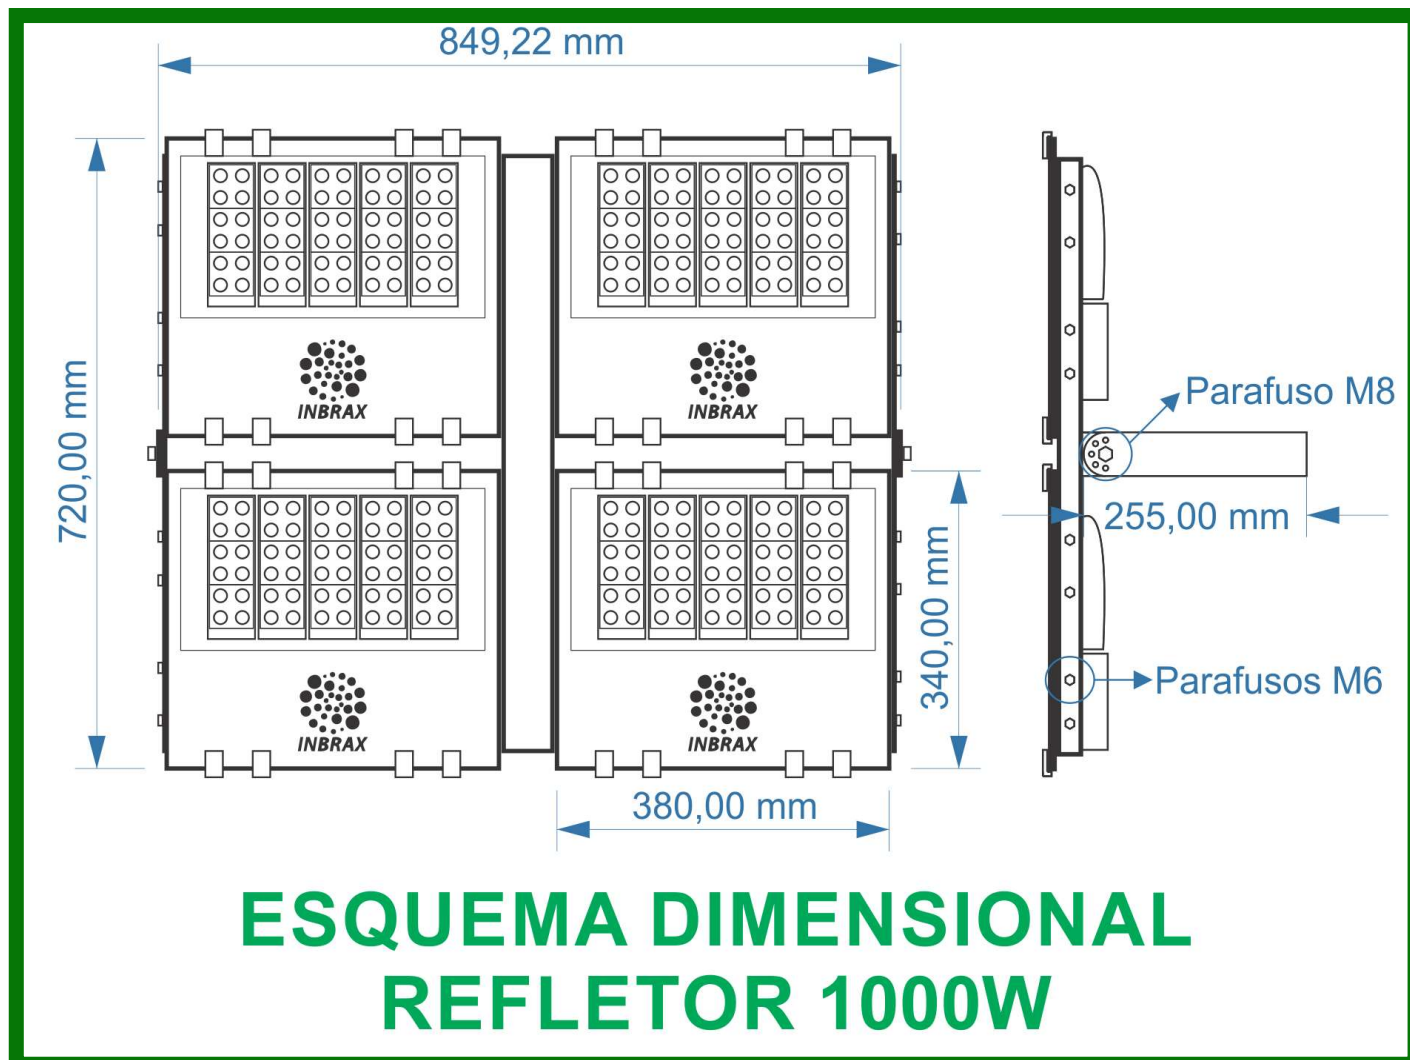 849,22 mm
720,00 mm
INBRAX
INBRAX
Parafuso M8
255,00 mm
340,00 mm
Parafusos M6
INBRAX
INBRAX
380,00 mm
ESQUEMA DIMENSIONAL
REFLETOR 1000W